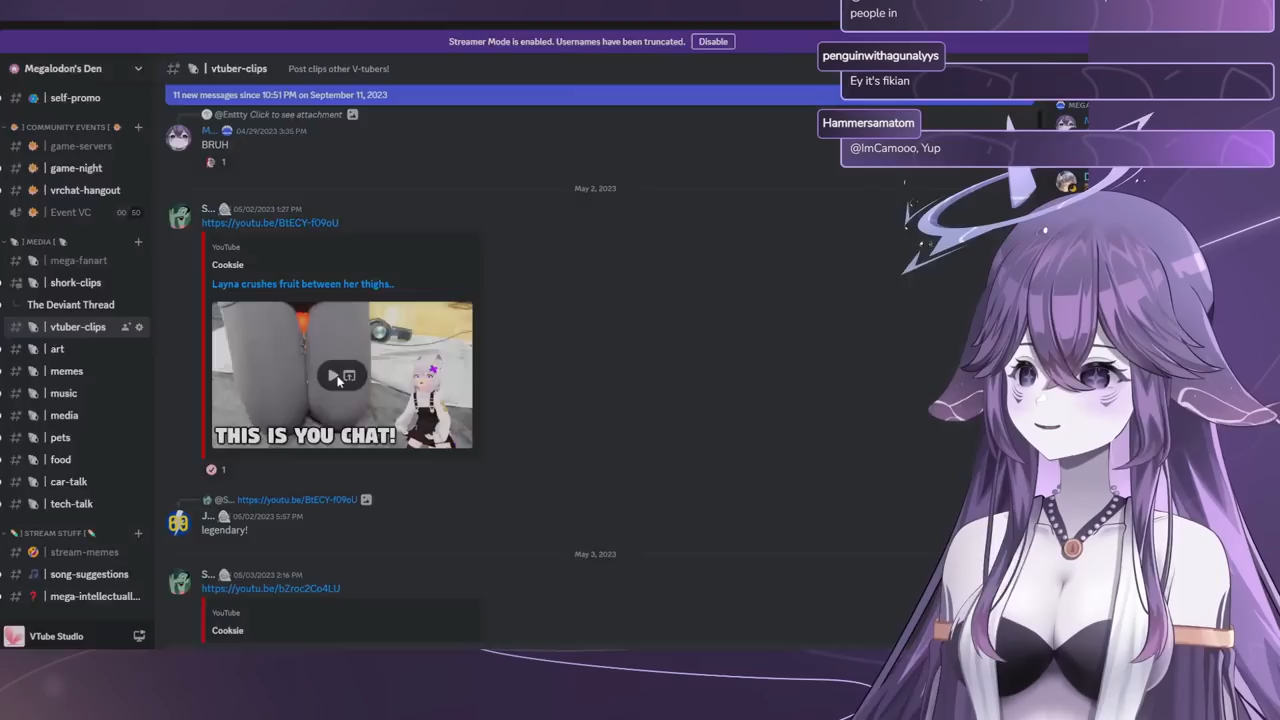 people in
Streamer Mode is enabled. Usernames have been truncated.
Disable
penguinwithagunalyys
Ey it's fikian
Hammersamatom
@ImCamooo, Yup
Megalodon's Den
self-promo
[ COMMUNITY EVENTS [
game-servers
game-night
vrchat-hangout
Event VC
00 50
] MEDIA [
mega-fanart
shork-clips
The Deviant Thread
vtuber-clips
art
memes
music
media
pets
food
car-talk
tech-talk
] STREAM STUFF [
stream-memes
song-suggestions
mega-intellectuall...
VTube Studio
vtuber-clips
Post clips other V-tubers!
11 new messages since 10:51 PM on September 11, 2023
@Enttty Click to see attachment
M... 04/29/2023 3:35 PM
BRUH
1
May 2, 2023
S... 05/02/2023 1:27 PM
https://youtu.be/BtECY-f09oU
YouTube
Cooksie
Layna crushes fruit between her thighs..
THIS IS YOU CHAT!
1
@S... https://youtu.be/BtECY-f09oU
J... 05/02/2023 5:57 PM
legendary!
May 3, 2023
S... 05/03/2023 2:16 PM
https://youtu.be/bZroc2Co4LU
YouTube
Cooksie
MEGA